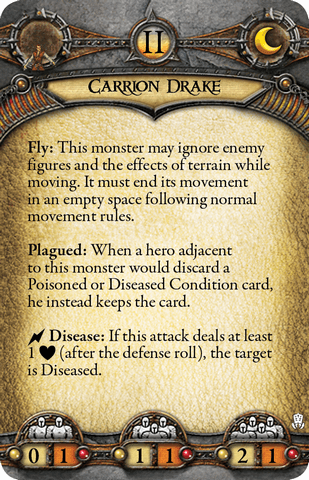 II
CARRION DRAKE
Fly: This monster may ignore enemy
figures and the effects of terrain while
moving. It must end its movement
in an empty space following normal
movement rules.
Plagued: When a hero adjacent
to this monster would discard a
Poisoned or Diseased Condition card,
he instead keeps the card.
Disease: If this attack deals at least
1 (after the defense roll), the target
is Diseased.
0 1 1 1 2 1